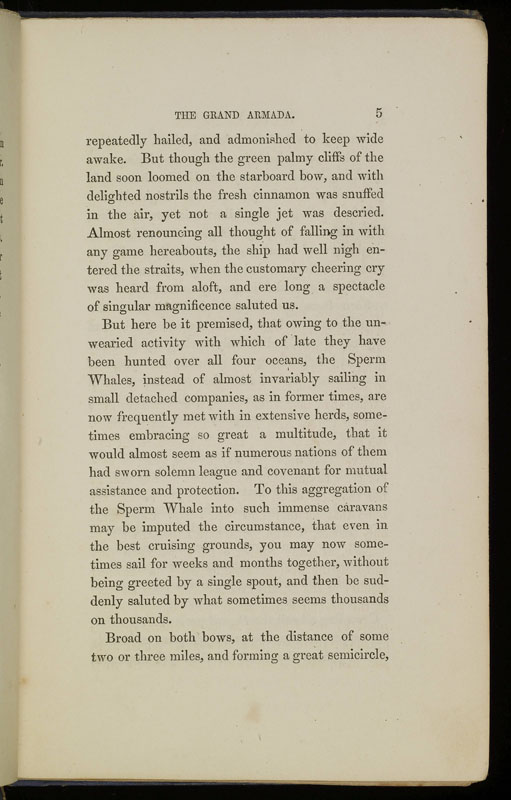 THE GRAND ARMADA. 5
repeatedly hailed, and admonished to keep wide
awake. But though the green palmy cliffs of the
land soon loomed on the starboard bow, and with
delighted nostrils the fresh cinnamon was snuffed
in the air, yet not a single jet was descried.
Almost renouncing all thought of falling in with
any game hereabouts, the ship had well nigh en-
tered the straits, when the customary cheering cry
was heard from aloft, and ere long a spectacle
of singular magnificence saluted us.
But here be it premised, that owing to the un-
wearied activity with which of late they have
been hunted over all four oceans, the Sperm
Whales, instead of almost invariably sailing in
small detached companies, as in former times, are
now frequently met with in extensive herds, some-
times embracing so great a multitude, that it
would almost seem as if numerous nations of them
had sworn solemn league and covenant for mutual
assistance and protection. To this aggregation of
the Sperm Whale into such immense caravans
may be imputed the circumstance, that even in
the best cruising grounds, you may now some-
times sail for weeks and months together, without
being greeted by a single spout, and then be sud-
denly saluted by what sometimes seems thousands
on thousands.
Broad on both bows, at the distance of some
two or three miles, and forming a great semicircle,